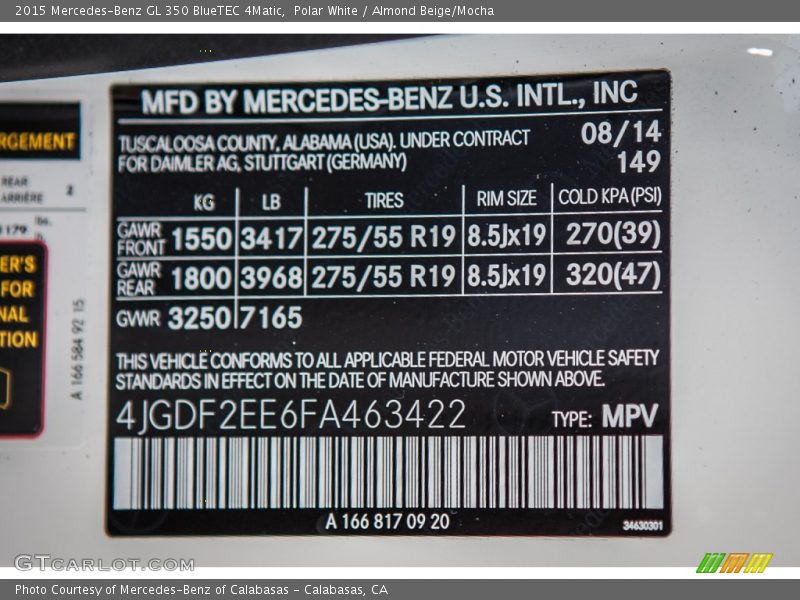 2015 Mercedes-Benz GL 350 BlueTEC 4Matic,  Polar White / Almond Beige/Mocha
RGEMENT
REAR
ARRIÈRE
2
179
ER'S
FOR
NAL
TION
A 166 584 92 15
MFD BY MERCEDES-BENZ U.S. INTL., INC
TUSCALOOSA COUNTY, ALABAMA (USA). UNDER CONTRACT
FOR DAIMLER AG, STUTTGART (GERMANY)
08/14
149
KG LB TIRES RIM SIZE COLD KPA(PSI)
GAWR FRONT 1550 3417 275/55 R19 8.5Jx19 270(39)
GAWR REAR 1800 3968 275/55 R19 8.5Jx19 320(47)
GVWR 3250 7165
THIS VEHICLE CONFORMS TO ALL APPLICABLE FEDERAL MOTOR VEHICLE SAFETY
STANDARDS IN EFFECT ON THE DATE OF MANUFACTURE SHOWN ABOVE.
4JGDF2EE6FA463422 TYPE: MPV
A 166 817 09 20
34630301
GTCARLOT.COM
Photo Courtesy of Mercedes-Benz of Calabasas - Calabasas, CA